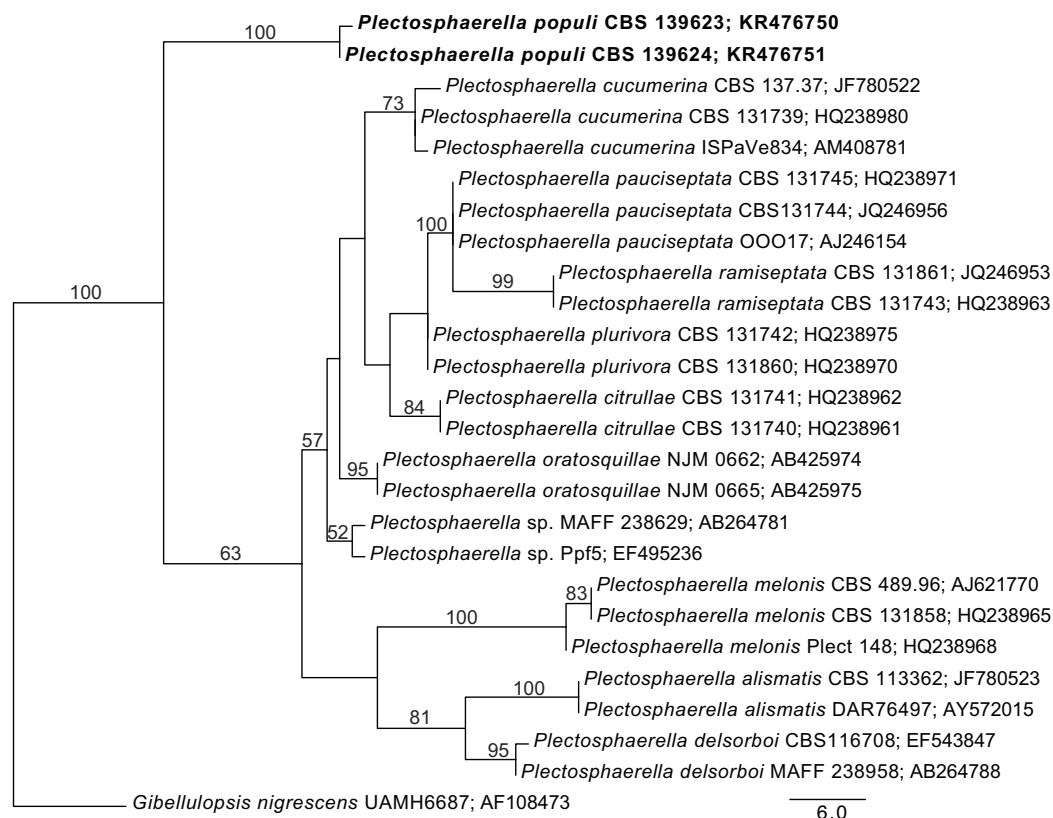 Plectosphaerella populi CBS 139623; KR476750
100
Plectosphaerella populi CBS 139624; KR476751
Plectosphaerella cucumerina CBS 137.37; JF780522
73
Plectosphaerella cucumerina CBS 131739; HQ238980
Plectosphaerella cucumerina ISPaVe834; AM408781
Plectosphaerella pauciseptata CBS 131745; HQ238971
Plectosphaerella pauciseptata CBS131744; JQ246956
100
Plectosphaerella pauciseptata OOO17; AJ246154
Plectosphaerella ramiseptata CBS 131861; JQ246953
99
100
Plectosphaerella ramiseptata CBS 131743; HQ238963
Plectosphaerella plurivora CBS 131742; HQ238975
Plectosphaerella plurivora CBS 131860; HQ238970
Plectosphaerella citrullae CBS 131741; HQ238962
84
Plectosphaerella citrullae CBS 131740; HQ238961
57
Plectosphaerella oratosquillae NJM 0662; AB425974
95
Plectosphaerella oratosquillae NJM 0665; AB425975
Plectosphaerella sp. MAFF 238629; AB264781
52
Plectosphaerella sp. Ppf5; EF495236
63
Plectosphaerella melonis CBS 489.96; AJ621770
83
Plectosphaerella melonis CBS 131858; HQ238965
100
Plectosphaerella melonis Plect 148; HQ238968
Plectosphaerella alismatis CBS 113362; JF780523
100
Plectosphaerella alismatis DAR76497; AY572015
81
Plectosphaerella delsorboi CBS116708; EF543847
95
Plectosphaerella delsorboi MAFF 238958; AB264788
Gibellulopsis nigrescens UAMH6687; AF108473
6.0